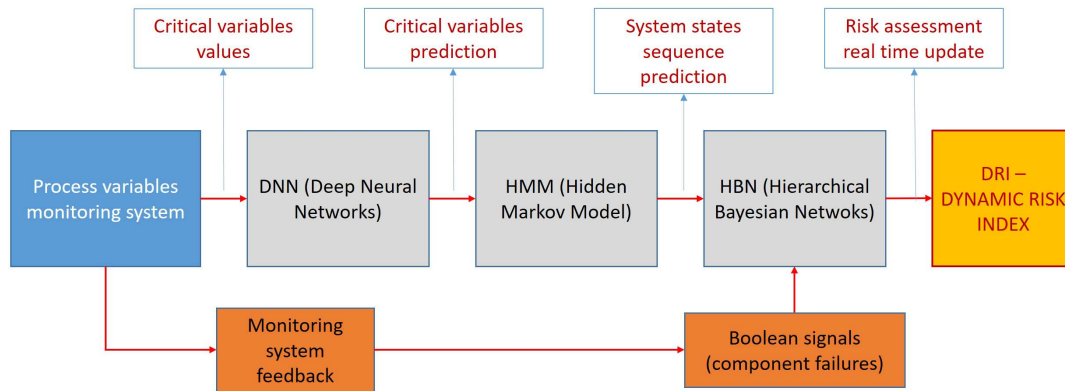 Critical variables
values
Critical variables
prediction
System states
sequence
prediction
Risk assessment
real time update
Process variables
monitoring system
DNN (Deep Neural
Networks)
HMM (Hidden
Markov Model)
HBN (Hierarchical
Bayesian Netwoks)
DRI –
DYNAMIC RISK
INDEX
Monitoring
system
feedback
Boolean signals
(component failures)